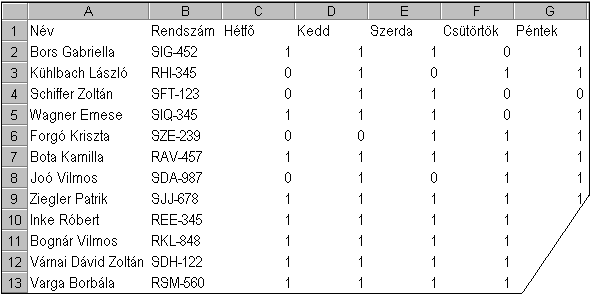 A B C D E F G
1 Név Rendszám Hétfő Kedd Szerda Csütörtök Péntek
2 Bors Gabriella SIG-452 1 1 1 0 1
3 Kühlbach László RHI-345 0 1 0 1 1
4 Schiffer Zoltán SFT-123 0 1 1 0 0
5 Wagner Emese SIQ-345 1 1 1 0 1
6 Forgó Kriszta SZE-239 0 0 1 1 1
7 Bota Kamilla RAV-457 1 1 1 1 1
8 Joó Vilmos SDA-987 0 1 0 1 1
9 Ziegler Patrik SJJ-678 1 1 1 1 1
10 Inke Róbert REE-345 1 1 1 1
11 Bognár Vilmos RKL-848 1 1 1 1
12 Várnai Dávid Zoltán SDH-122 1 1 1 1
13 Varga Borbála RSM-560 1 1 1 1